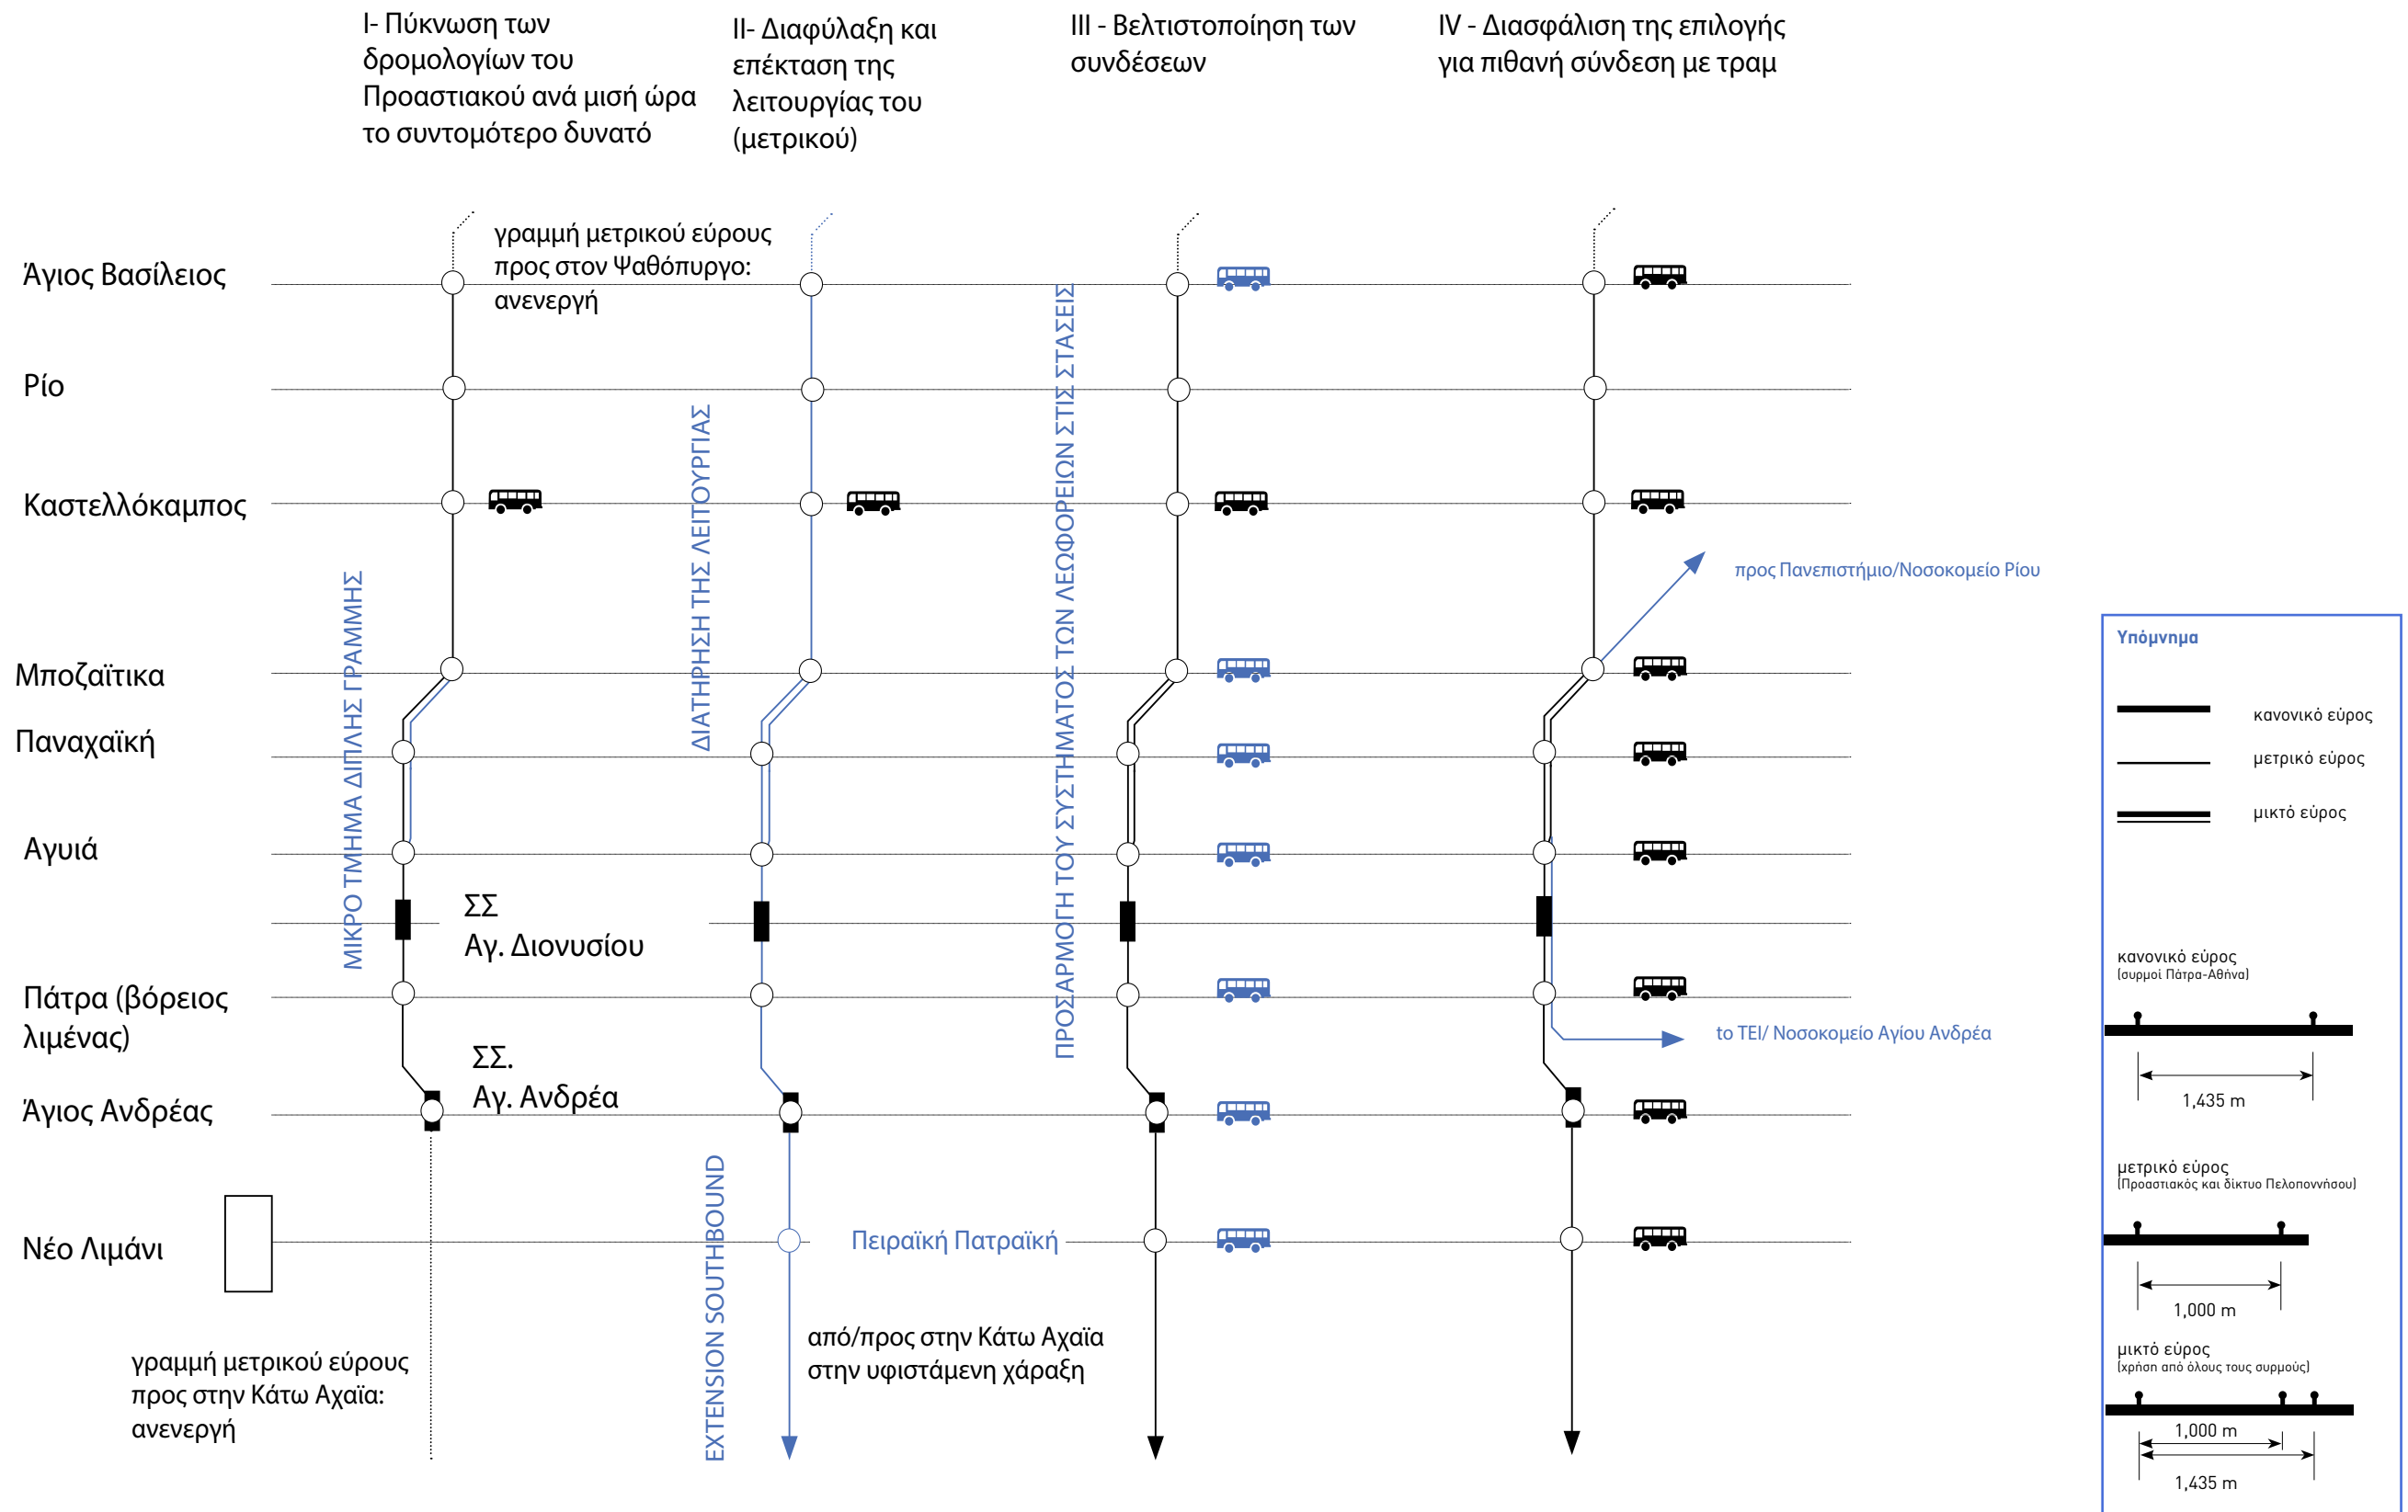 I- Πύκνωση των
δρομολογίων του
Προαστιακού ανά μισή ώρα
το συντομότερο δυνατό
II- Διαφύλαξη και
επέκταση της
λειτουργίας του
(μετρικού)
III - Βελτιστοποίηση των
συνδέσεων
IV - Διασφάλιση της επιλογής
για πιθανή σύνδεση με τραμ
γραμμή μετρικού εύρους
προς στον Ψαθόπυργο:
ανενεργή
Άγιος Βασίλειος
Ρίο
Καστελλόκαμπος
Μποζαϊτικα
Παναχαϊκή
Αγυιά
ΣΣ
Αγ. Διονυσίου
Πάτρα (βόρειος
λιμένας)
ΣΣ.
Αγ. Ανδρέα
Άγιος Ανδρέας
Νέο Λιμάνι
γραμμή μετρικού εύρους
προς στην Κάτω Αχαϊα:
ανενεργή
ΜΙΚΡΟ ΤΜΗΜΑ ΔΙΠΛΗΣ ΓΡΑΜΜΗΣ
ΔΙΑΤΗΡΗΣΗ ΤΗΣ ΛΕΙΤΟΥΡΓΙΑΣ
EXTENSION SOUTHBOUND
Πειραϊκή Πατραϊκή
από/προς στην Κάτω Αχαϊα
στην υφιστάμενη χάραξη
ΠΡΟΣΑΡΜΟΓΗ ΤΟΥ ΣΥΣΤΗΜΑΤΟΣ ΤΩΝ ΛΕΩΦΟΡΕΙΩΝ ΣΤΙΣ ΣΤΑΣΕΙΣ
προς Πανεπιστήμιο/Νοσοκομείο Ρίου
to ΤΕΙ/ Νοσοκομείο Αγίου Ανδρέα
Υπόμνημα
κανονικό εύρος
μετρικό εύρος
μικτό εύρος
κανονικό εύρος
(συρμοί Πάτρα-Αθήνα)
1,435 m
μετρικό εύρος
(Προαστιακός και δίκτυο Πελοποννήσου)
1,000 m
μικτό εύρος
(χρήση από όλους τους συρμούς)
1,000 m
1,435 m